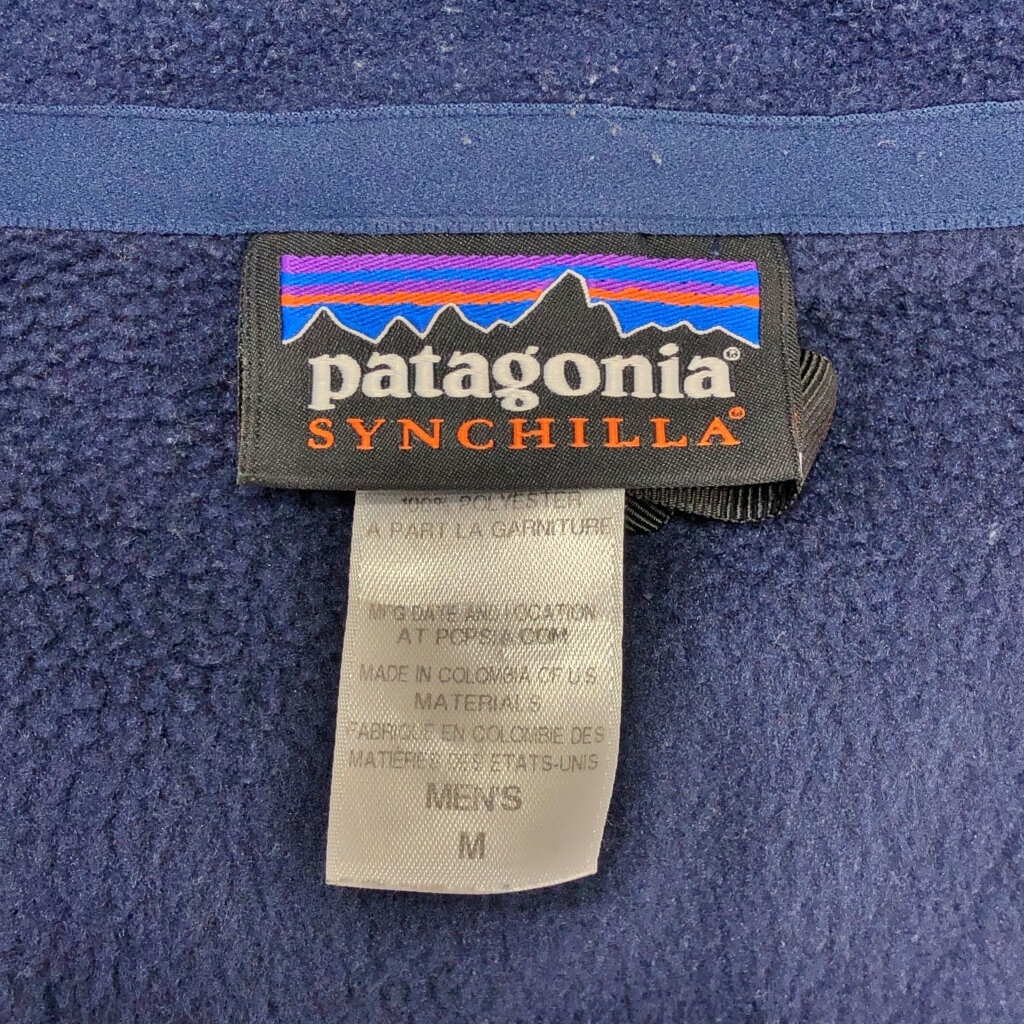 patagonia®
SYNCHILLA®
100% POLYESTER
A PART LA GARNITURE
MFG DATE AND LOCATION
AT PCPSIA.COM
MADE IN COLOMBIA OF U.S
MATERIALS
FABRIQUE EN COLOMBIE DES
MATIERES DES ETATS-UNIS
MEN'S
M